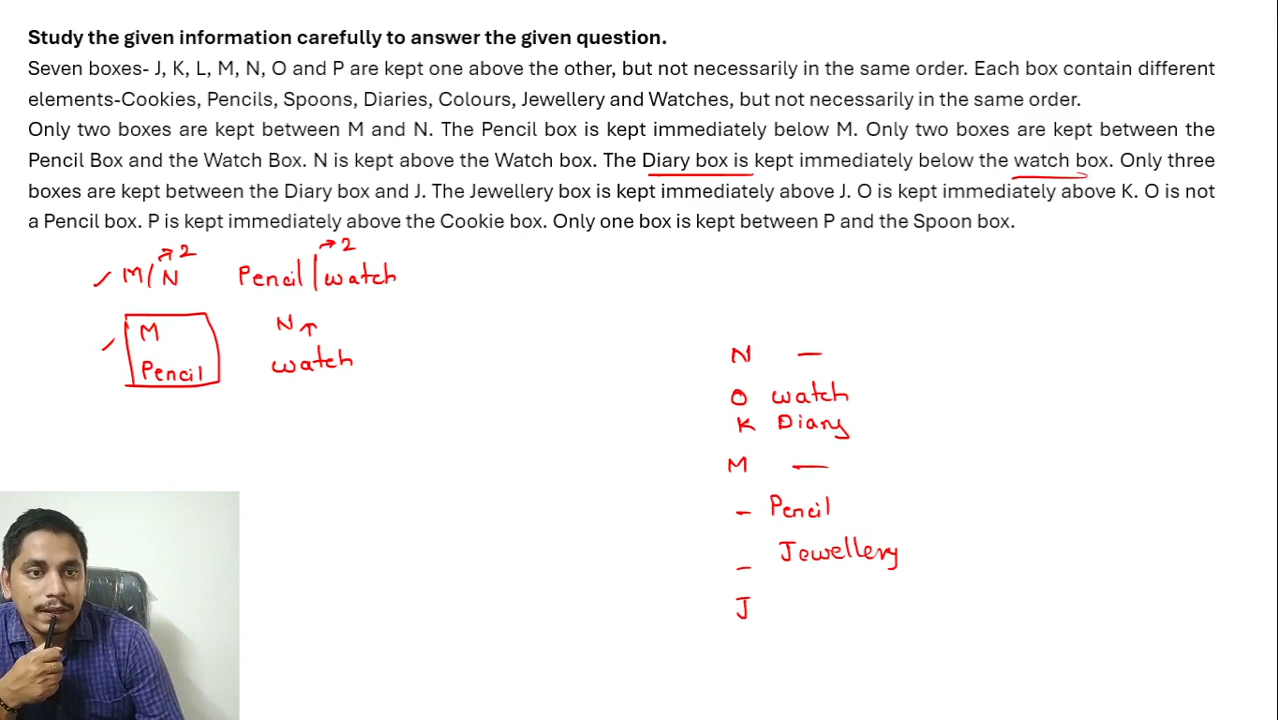 Study the given information carefully to answer the given question.
Seven boxes- J, K, L, M, N, O and P are kept one above the other, but not necessarily in the same order. Each box contain different
elements-Cookies, Pencils, Spoons, Diaries, Colours, Jewellery and Watches, but not necessarily in the same order.
Only two boxes are kept between M and N. The Pencil box is kept immediately below M. Only two boxes are kept between the
Pencil Box and the Watch Box. N is kept above the Watch box. The Diary box is kept immediately below the watch box. Only three
boxes are kept between the Diary box and J. The Jewellery box is kept immediately above J. O is kept immediately above K. O is not
a Pencil box. P is kept immediately above the Cookie box. Only one box is kept between P and the Spoon box.
→2 →2
M/N Pencil|watch
M N↑
Pencil watch
N —
O watch
K Diary
M —
– Pencil
– Jewellery
J